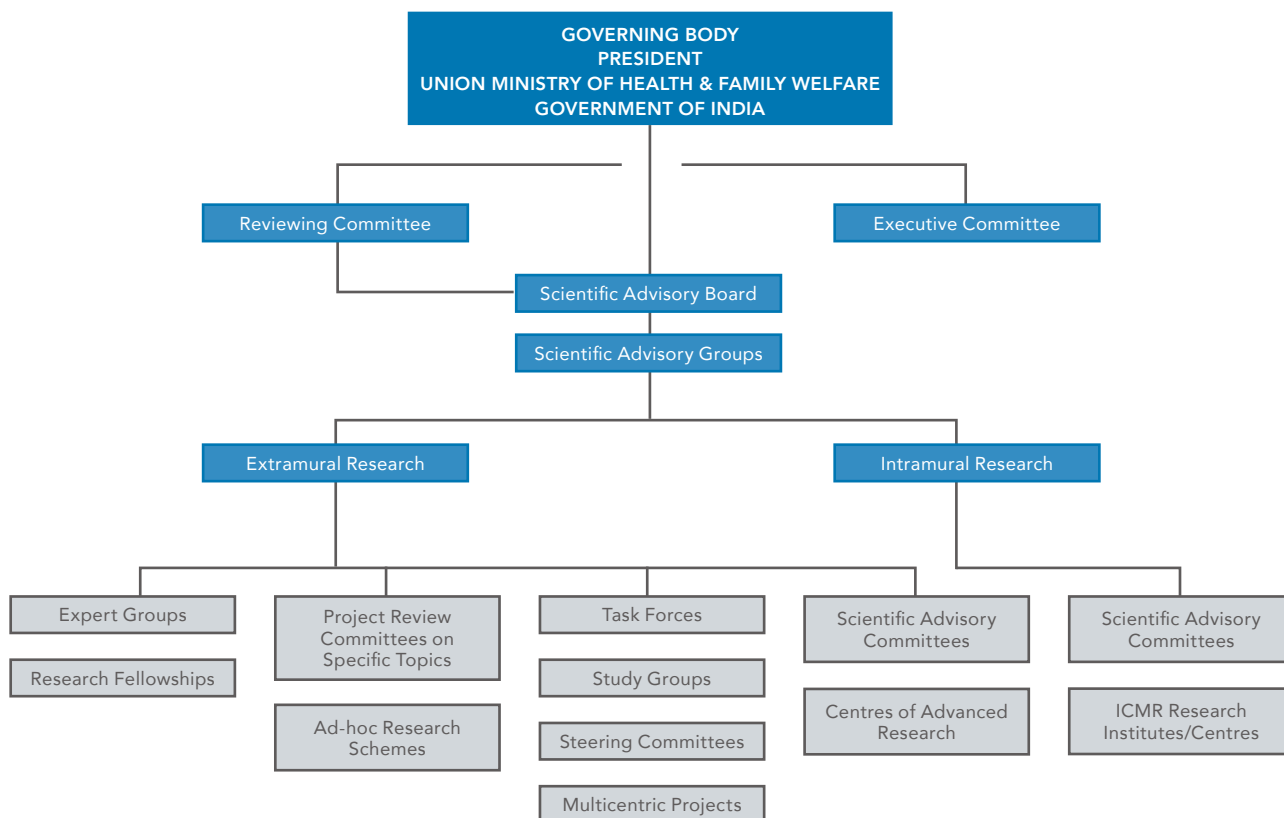 GOVERNING BODY
PRESIDENT
UNION MINISTRY OF HEALTH & FAMILY WELFARE
GOVERNMENT OF INDIA
Reviewing Committee
Executive Committee
Scientific Advisory Board
Scientific Advisory Groups
Extramural Research
Intramural Research
Expert Groups
Research Fellowships
Project Review
Committees on
Specific Topics
Ad-hoc Research
Schemes
Task Forces
Study Groups
Steering Committees
Multicentric Projects
Scientific Advisory
Committees
Centres of Advanced
Research
Scientific Advisory
Committees
ICMR Research
Institutes/Centres